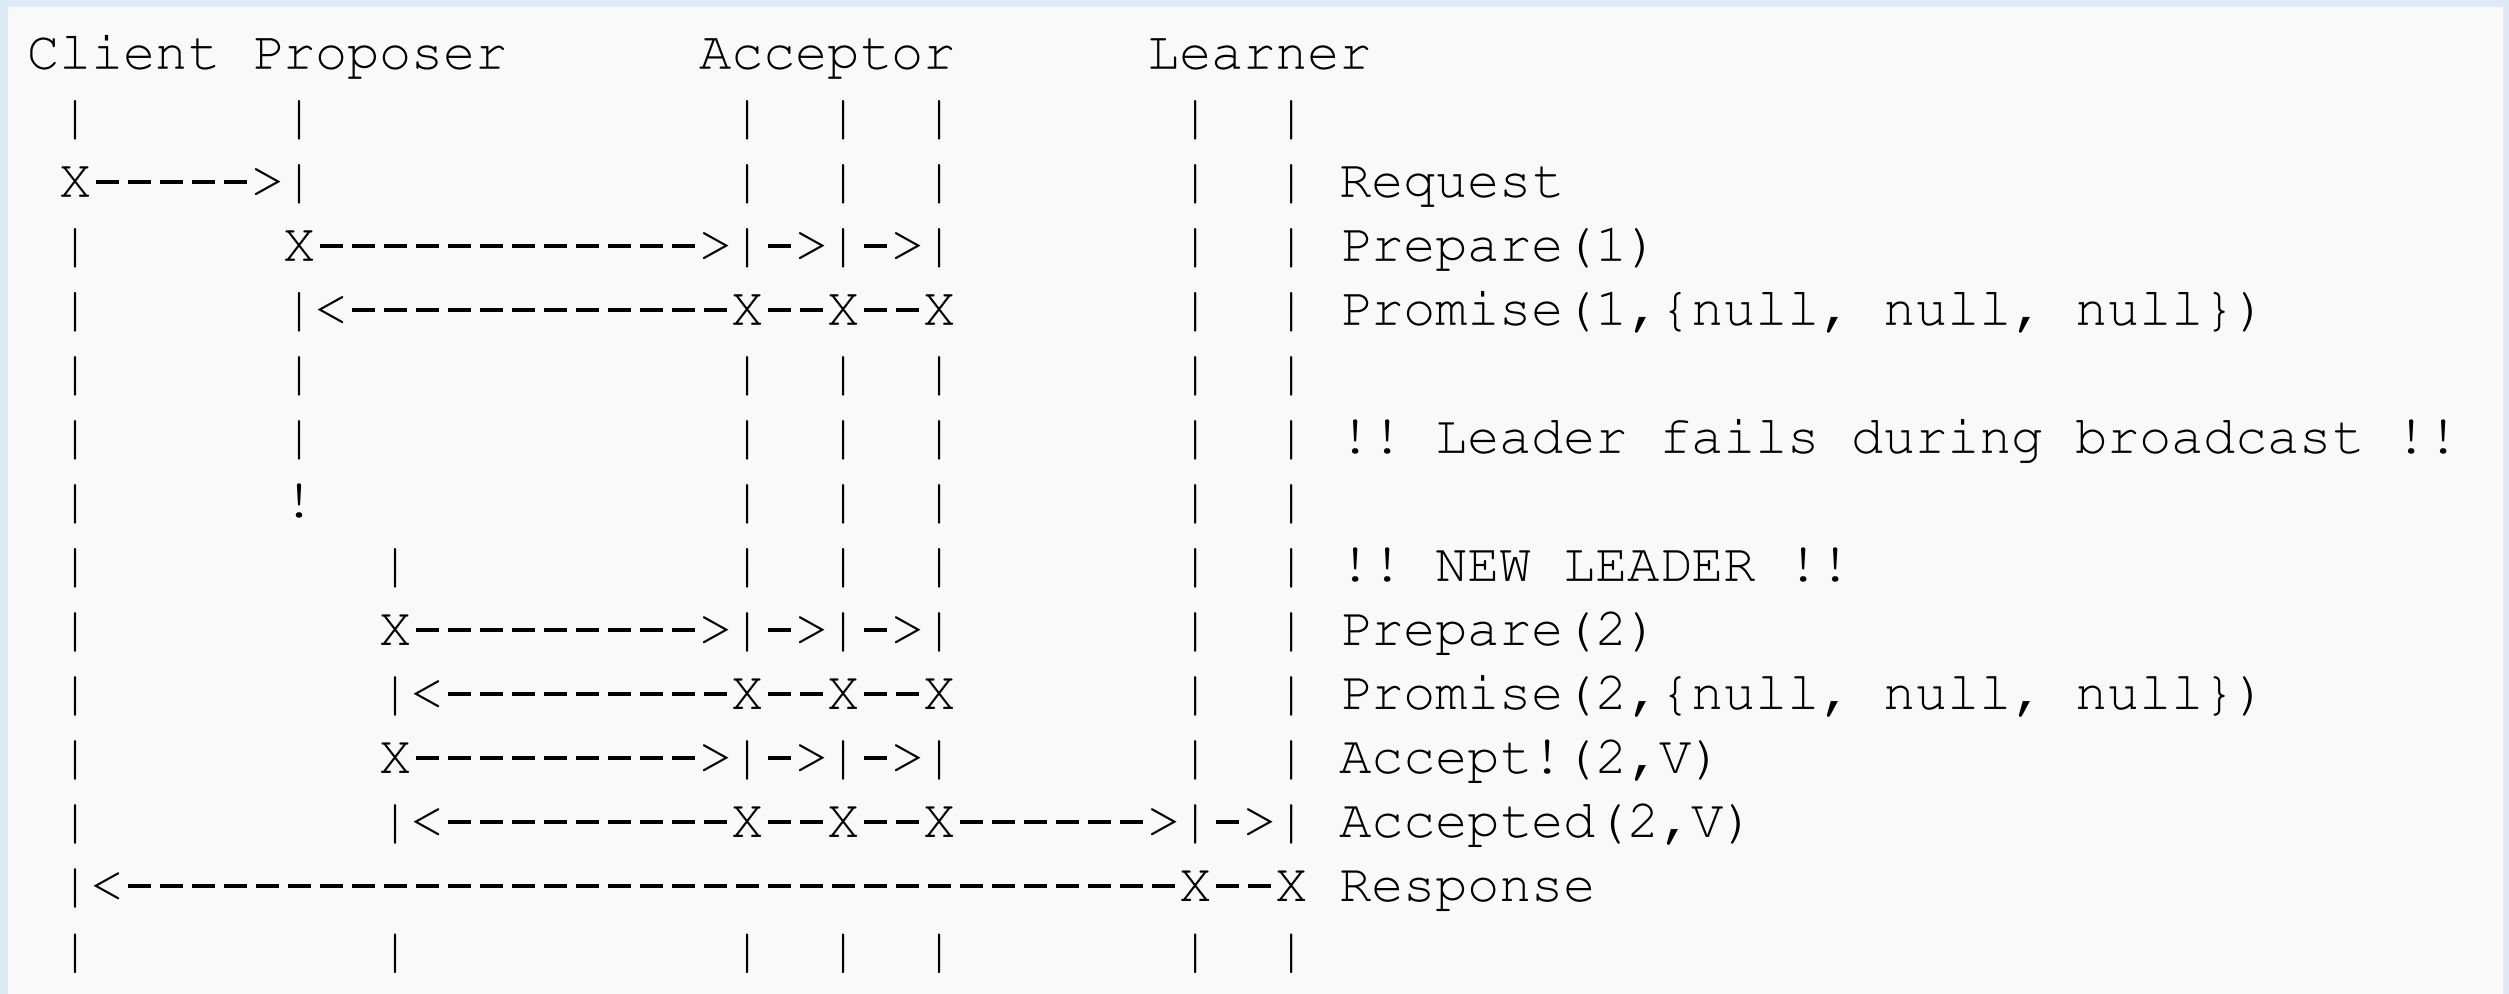 Client Proposer      Acceptor      Learner
 |      |             |  |  |       |  |
 X----->|             |  |  |       |  | Request
 |      X------------>|->|->|       |  | Prepare(1)
 |      |<------------X--X--X       |  | Promise(1,{null, null, null})
 |      |             |  |  |       |  |
 |      |             |  |  |       |  | !! Leader fails during broadcast !!
 |      !             |  |  |       |  |
 |         |          |  |  |       |  | !! NEW LEADER !!
 |         X--------->|->|->|       |  | Prepare(2)
 |         |<---------X--X--X       |  | Promise(2,{null, null, null})
 |         X--------->|->|->|       |  | Accept!(2,V)
 |         |<---------X--X--X------>|->| Accepted(2,V)
 |<---------------------------------X--X Response
 |         |          |  |  |       |  |